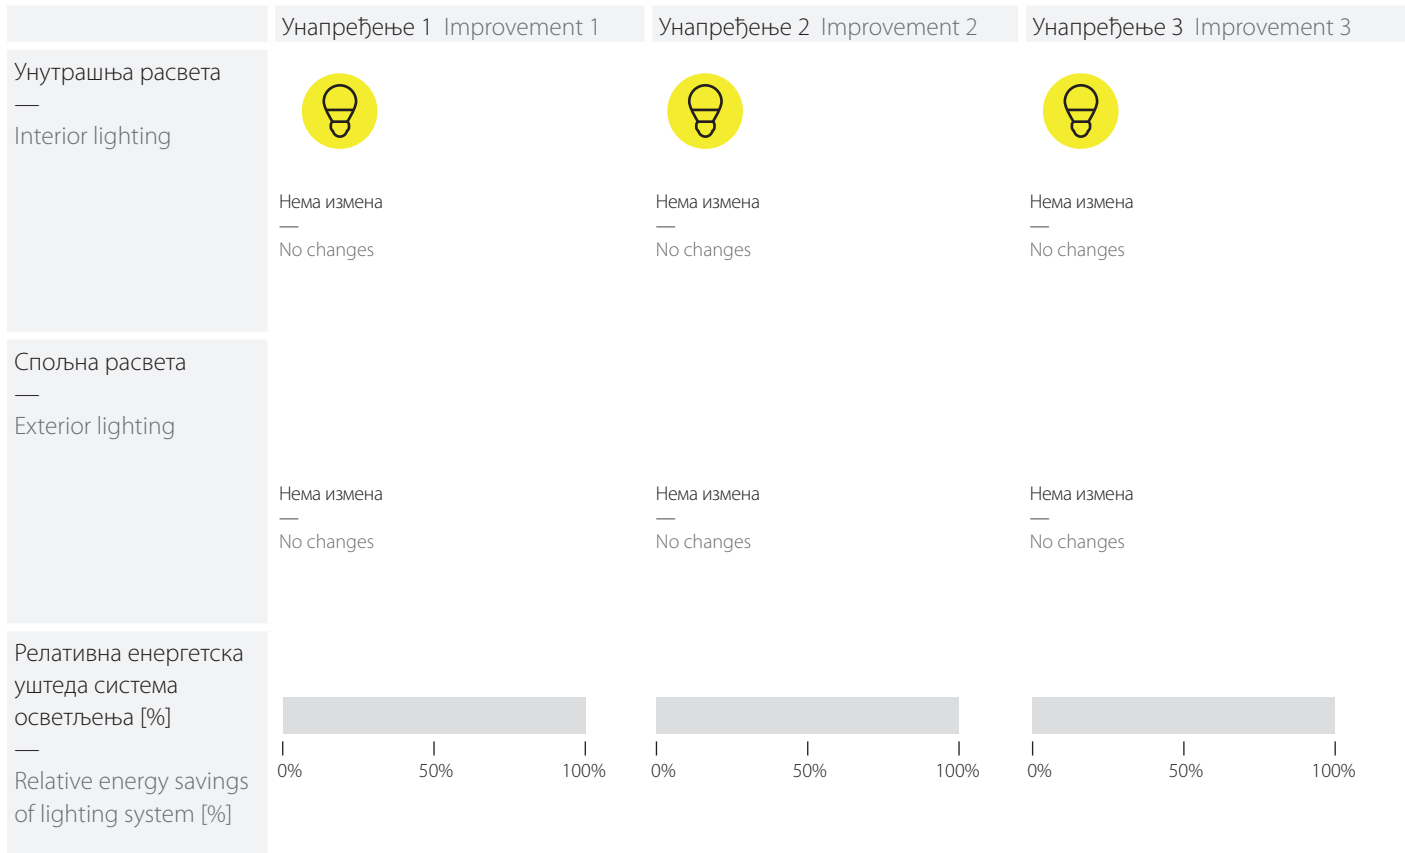 Унапређење 1 Improvement 1
Унапређење 2 Improvement 2
Унапређење 3 Improvement 3
Унутрашња расвета
—
Interior lighting
Нема измена
—
No changes
Нема измена
—
No changes
Нема измена
—
No changes
Спољна расвета
—
Exterior lighting
Нема измена
—
No changes
Нема измена
—
No changes
Нема измена
—
No changes
Релативна енергетска
уштеда система
осветљења [%]
—
Relative energy savings
of lighting system [%]
0% 50% 100%
0% 50% 100%
0% 50% 100%